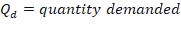 Q_d = quantity demanded